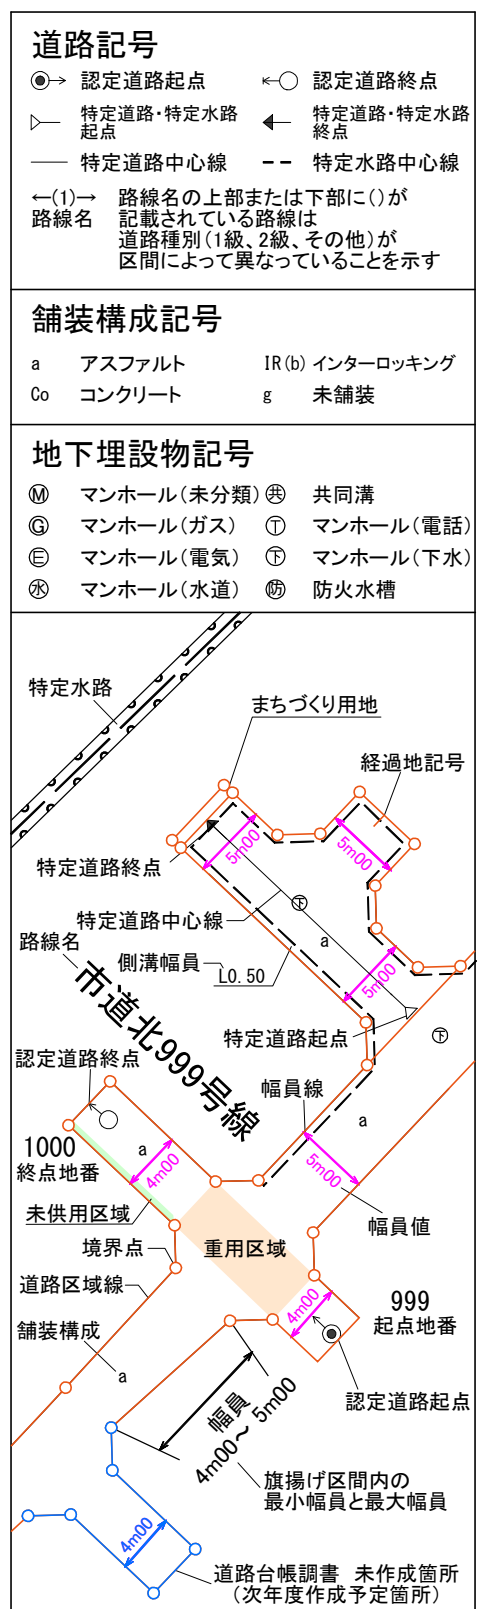 道路記号
認定道路起点 認定道路終点
特定道路・特定水路 特定道路・特定水路
起点 終点
特定道路中心線 特定水路中心線
←(1)→ 路線名の上部または下部に()が
路線名 記載されている路線は
道路種別(1級、2級、その他)が
区間によって異なっていることを示す
舗装構成記号
a アスファルト IR(b) インターロッキング
Co コンクリート g 未舗装
地下埋設物記号
Ⓜ マンホール(未分類) 共 共同溝
Ⓖ マンホール(ガス) Ⓣ マンホール(電話)
Ⓔ マンホール(電気) 下 マンホール(下水)
水 マンホール(水道) 防 防火水槽
特定水路
まちづくり用地
経過地記号
5m00
5m00
特定道路終点
下
特定道路中心線
a
路線名
側溝幅員
L0.50
5m00
市道北999号線
特定道路起点
下
認定道路終点
幅員線
a
1000
終点地番
a
4m00
5m00
未供用区域
幅員値
境界点
重用区域
道路区域線
999
起点地番
4m00
舗装構成
a
認定道路起点
幅員
4m00～5m00
旗揚げ区間内の
最小幅員と最大幅員
4m00
道路台帳調書 未作成箇所
(次年度作成予定箇所)